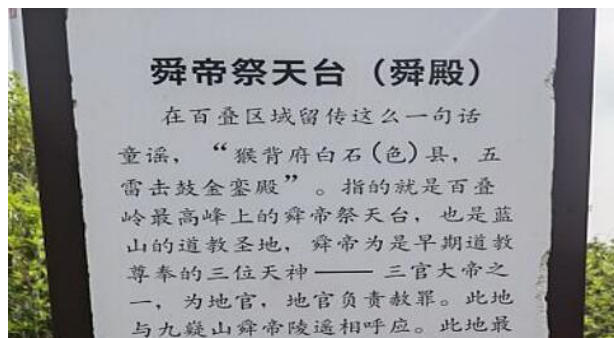 舜帝祭天台（舜殿）
在百叠区域留传这么一句话
童谣，“猴背府白石(色)县，五
雷击鼓金銮殿”。指的就是百叠
岭最高峰上的舜帝祭天台，也是蓝
山的道教圣地，舜帝为是早期道教
尊奉的三位天神——三官大帝之
一，为地官，地官负责赦罪。此地
与九嶷山舜帝陵遥相呼应。此地最